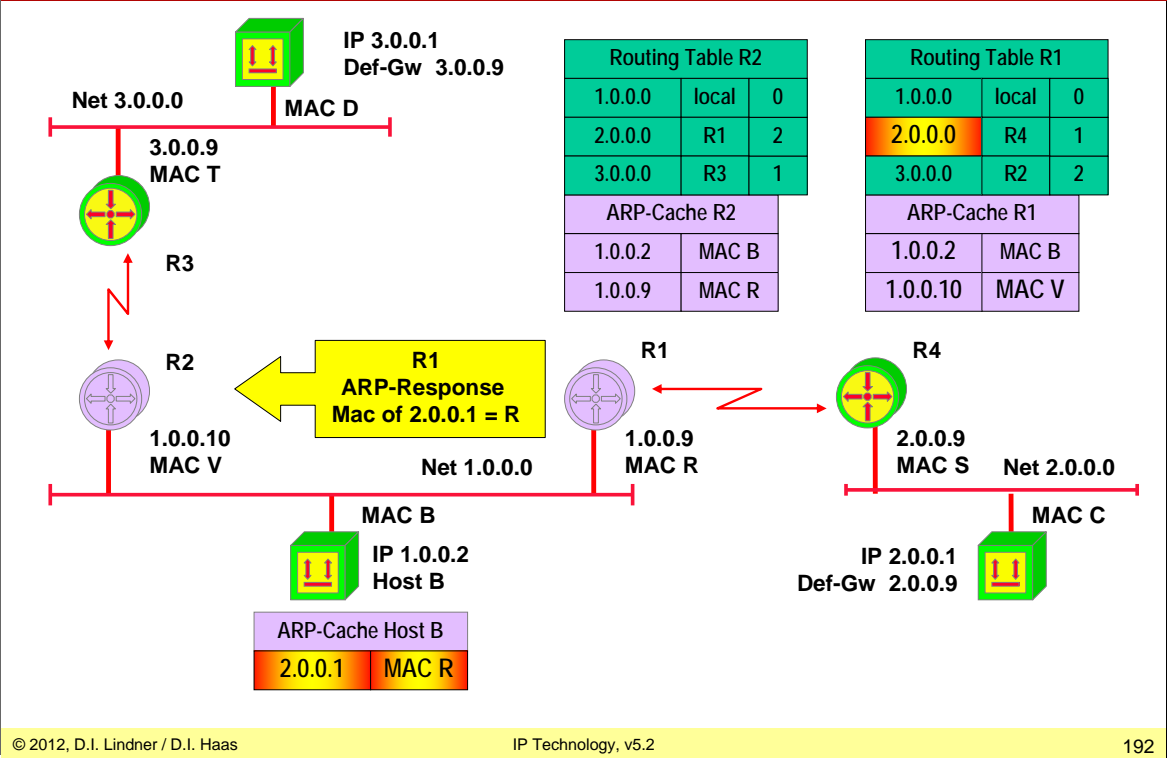 IP 3.0.0.1
Def-Gw 3.0.0.9
Net 3.0.0.0
MAC D
3.0.0.9
MAC T
R3
Routing Table R2
1.0.0.0 local 0
2.0.0.0 R1 2
3.0.0.0 R3 1
ARP-Cache R2
1.0.0.2 MAC B
1.0.0.9 MAC R
Routing Table R1
1.0.0.0 local 0
2.0.0.0 R4 1
3.0.0.0 R2 2
ARP-Cache R1
1.0.0.2 MAC B
1.0.0.10 MAC V
R2
R1
ARP-Response
Mac of 2.0.0.1 = R
R1
R4
1.0.0.10
MAC V
Net 1.0.0.0
1.0.0.9
MAC R
2.0.0.9
MAC S
Net 2.0.0.0
MAC B
IP 1.0.0.2
Host B
MAC C
IP 2.0.0.1
Def-Gw 2.0.0.9
ARP-Cache Host B
2.0.0.1 MAC R
© 2012, D.I. Lindner / D.I. Haas
IP Technology, v5.2
192